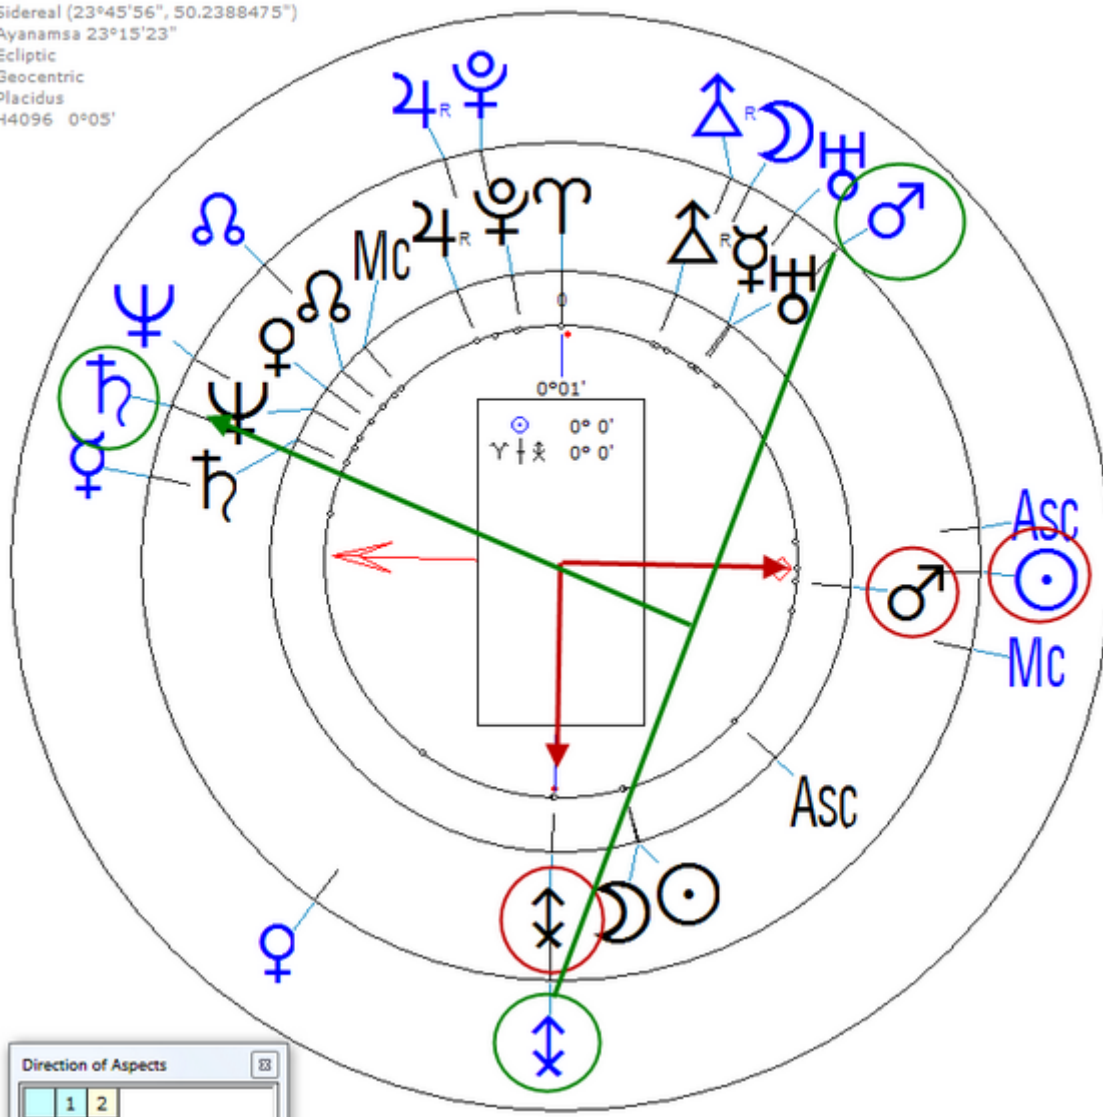 Sidereal (23°45'56", 50.2388475")
Ayanamsa 23°15'23"
Ecliptic
Geocentric
Placidus
H4096 0°05'
R
R
Mc
R
R
0
0°01'
0° 0'
0° 0'
Asc
Mc
Asc
Direction of Aspects
1 2